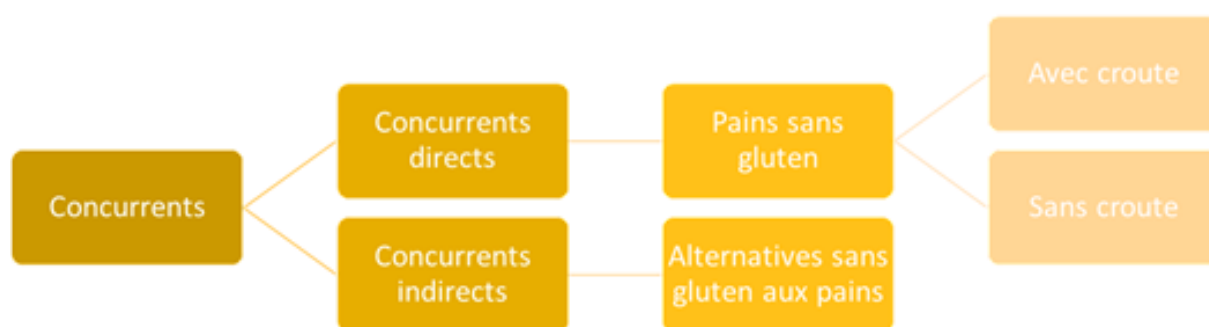 Concurrents
Concurrents
directs
Concurrents
indirects
Pains sans
gluten
Alternatives sans
gluten aux pains
Avec croute
Sans croute